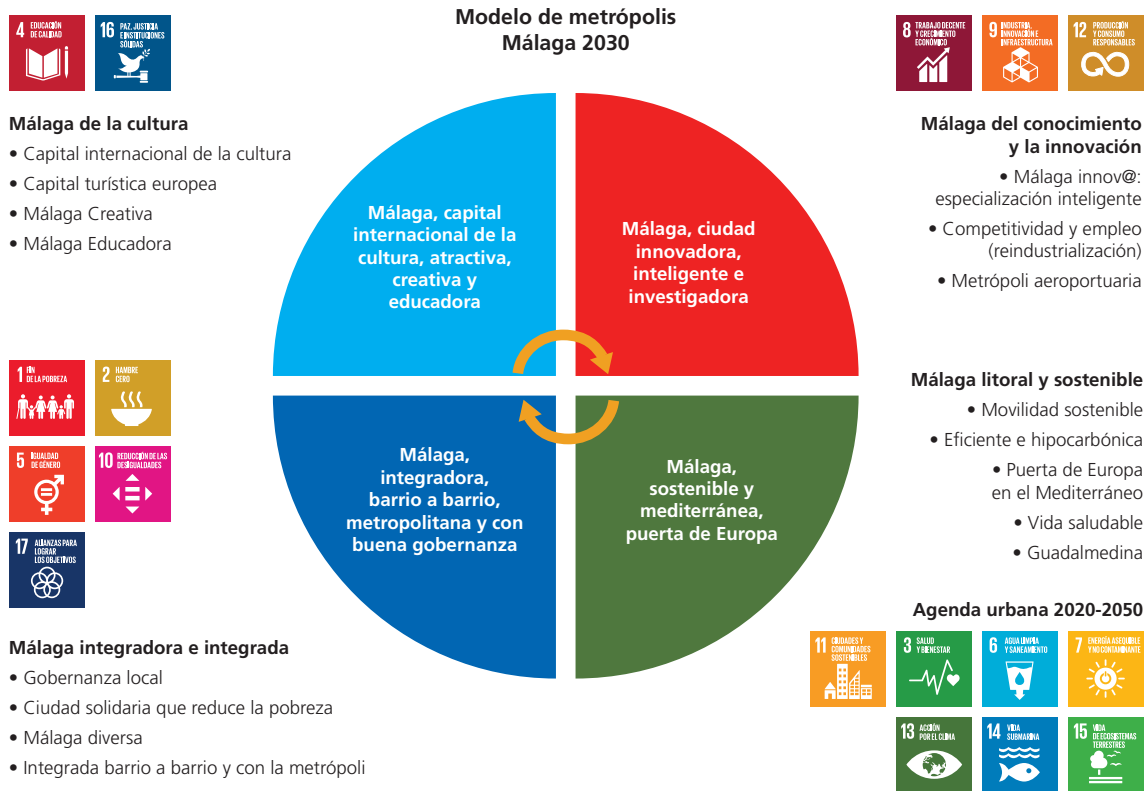 Modelo de metrópolis
Málaga 2030
4 EDUCACIÓN
DE CALIDAD
16 PAZ, JUSTICIA
E INSTITUCIONES
SÓLIDAS
Málaga de la cultura
• Capital internacional de la cultura
• Capital turística europea
• Málaga Creativa
• Málaga Educadora
8 TRABAJO DECENTE
Y CRECIMIENTO
ECONÓMICO
9 INDUSTRIA,
INNOVACIÓN E
INFRAESTRUCTURA
12 PRODUCCIÓN
Y CONSUMO
RESPONSABLES
Málaga del conocimiento
y la innovación
• Málaga innov@:
especialización inteligente
• Competitividad y empleo
(reindustrialización)
• Metrópoli aeroportuaria
Málaga, capital
internacional de la
cultura, atractiva,
creativa y
educadora
Málaga, ciudad
innovadora,
inteligente e
investigadora
Málaga,
integradora,
barrio a barrio,
metropolitana y con
buena gobernanza
Málaga,
sostenible y
mediterránea,
puerta de Europa
1 FIN
DE LA POBREZA
2 HAMBRE
CERO
5 IGUALDAD
DE GÉNERO
10 REDUCCIÓN DE LAS
DESIGUALDADES
17 ALIANZAS PARA
LOGRAR
LOS OBJETIVOS
Málaga integradora e integrada
• Gobernanza local
• Ciudad solidaria que reduce la pobreza
• Málaga diversa
• Integrada barrio a barrio y con la metrópoli
Málaga litoral y sostenible
• Movilidad sostenible
• Eficiente e hipocarbónica
• Puerta de Europa
en el Mediterráneo
• Vida saludable
• Guadalmedina
Agenda urbana 2020-2050
11 CIUDADES Y
COMUNIDADES
SOSTENIBLES
3 SALUD
Y BIENESTAR
6 AGUA LIMPIA
Y SANEAMIENTO
7 ENERGÍA ASEQUIBLE
Y NO CONTAMINANTE
13 ACCIÓN
POR EL CLIMA
14 VIDA
SUBMARINA
15 VIDA
DE ECOSISTEMAS
TERRESTRES